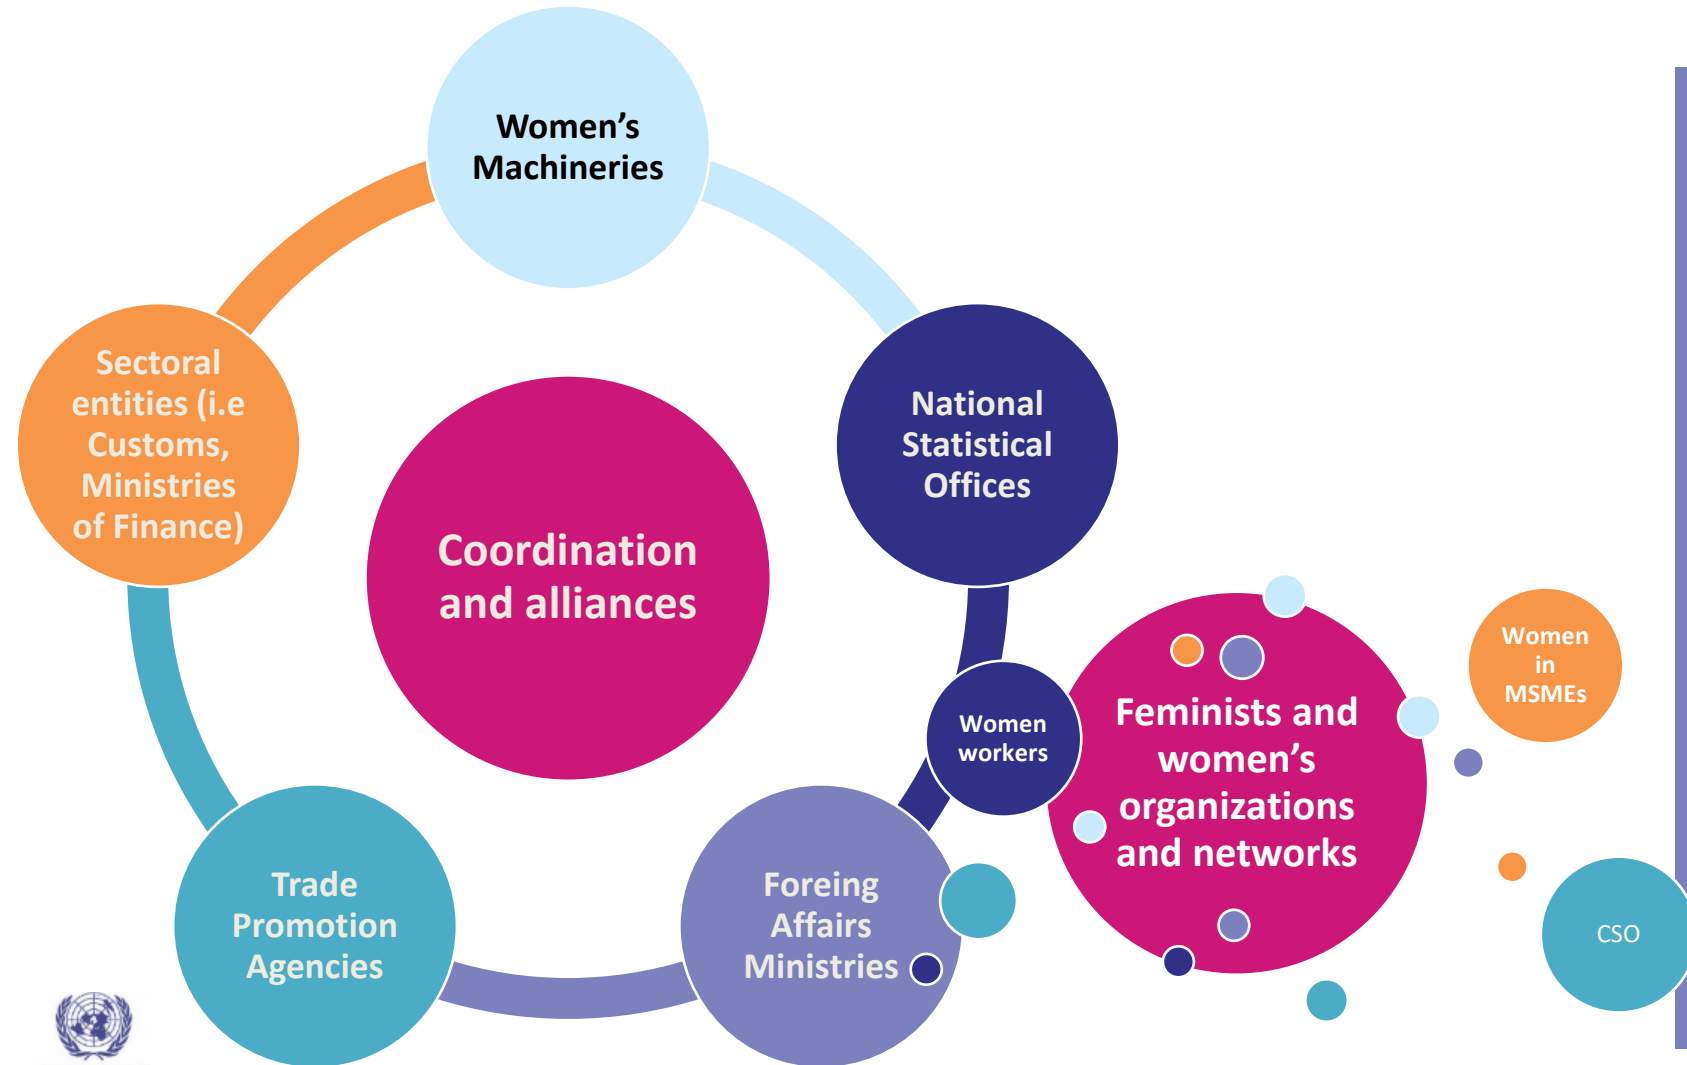 Women’s
Machineries
Sectoral
entities (i.e
Customs,
Ministries
of Finance)
National
Statistical
Offices
Coordination
and alliances
Women
in
MSMEs
Women
workers
Feminists and
women’s
organizations
and networks
Trade
Promotion
Agencies
Foreing
Affairs
Ministries
CSO